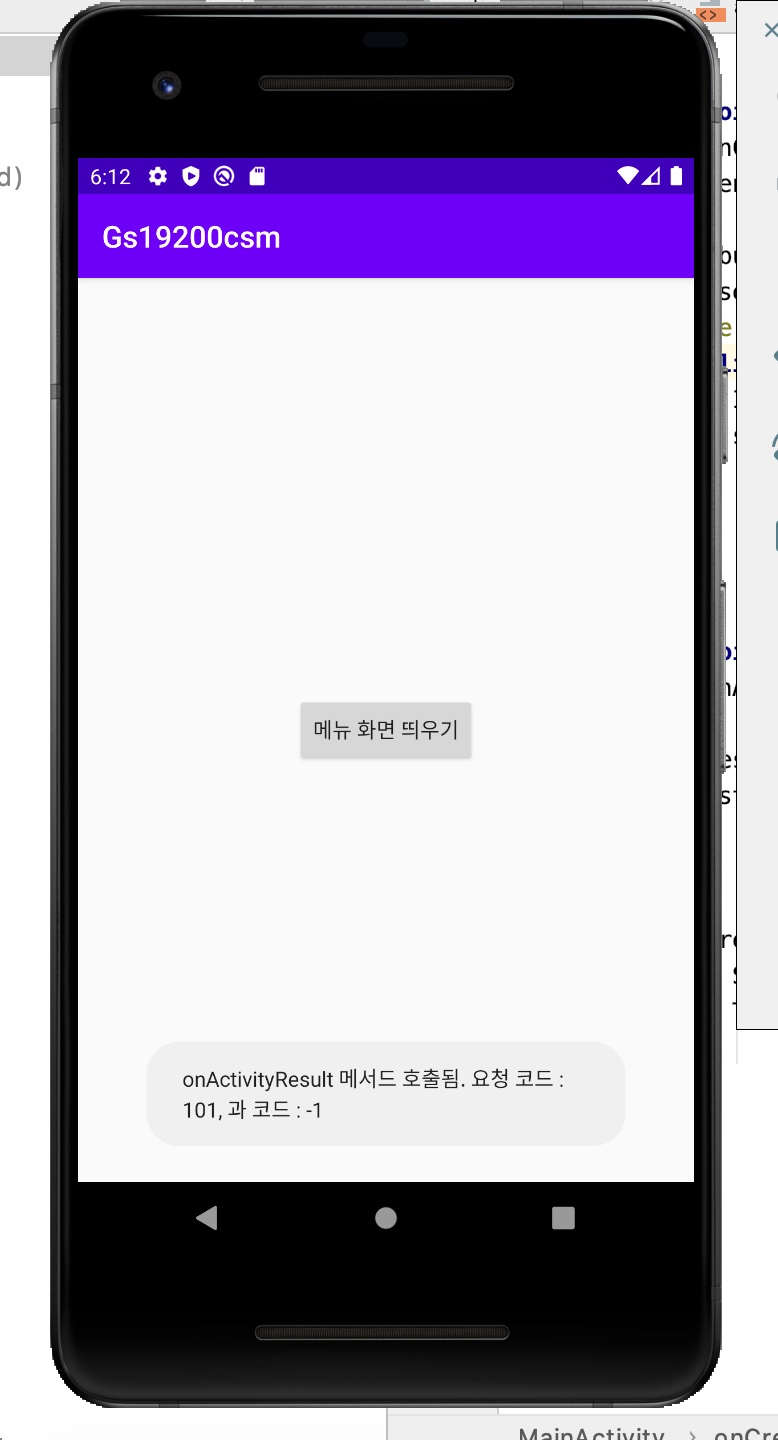 d)
6:12
Gs19200csm
메뉴 화면 띄우기
onActivityResult 메서드 호출됨. 요청 코드 :
101, 과 코드 : -1
MainActivity